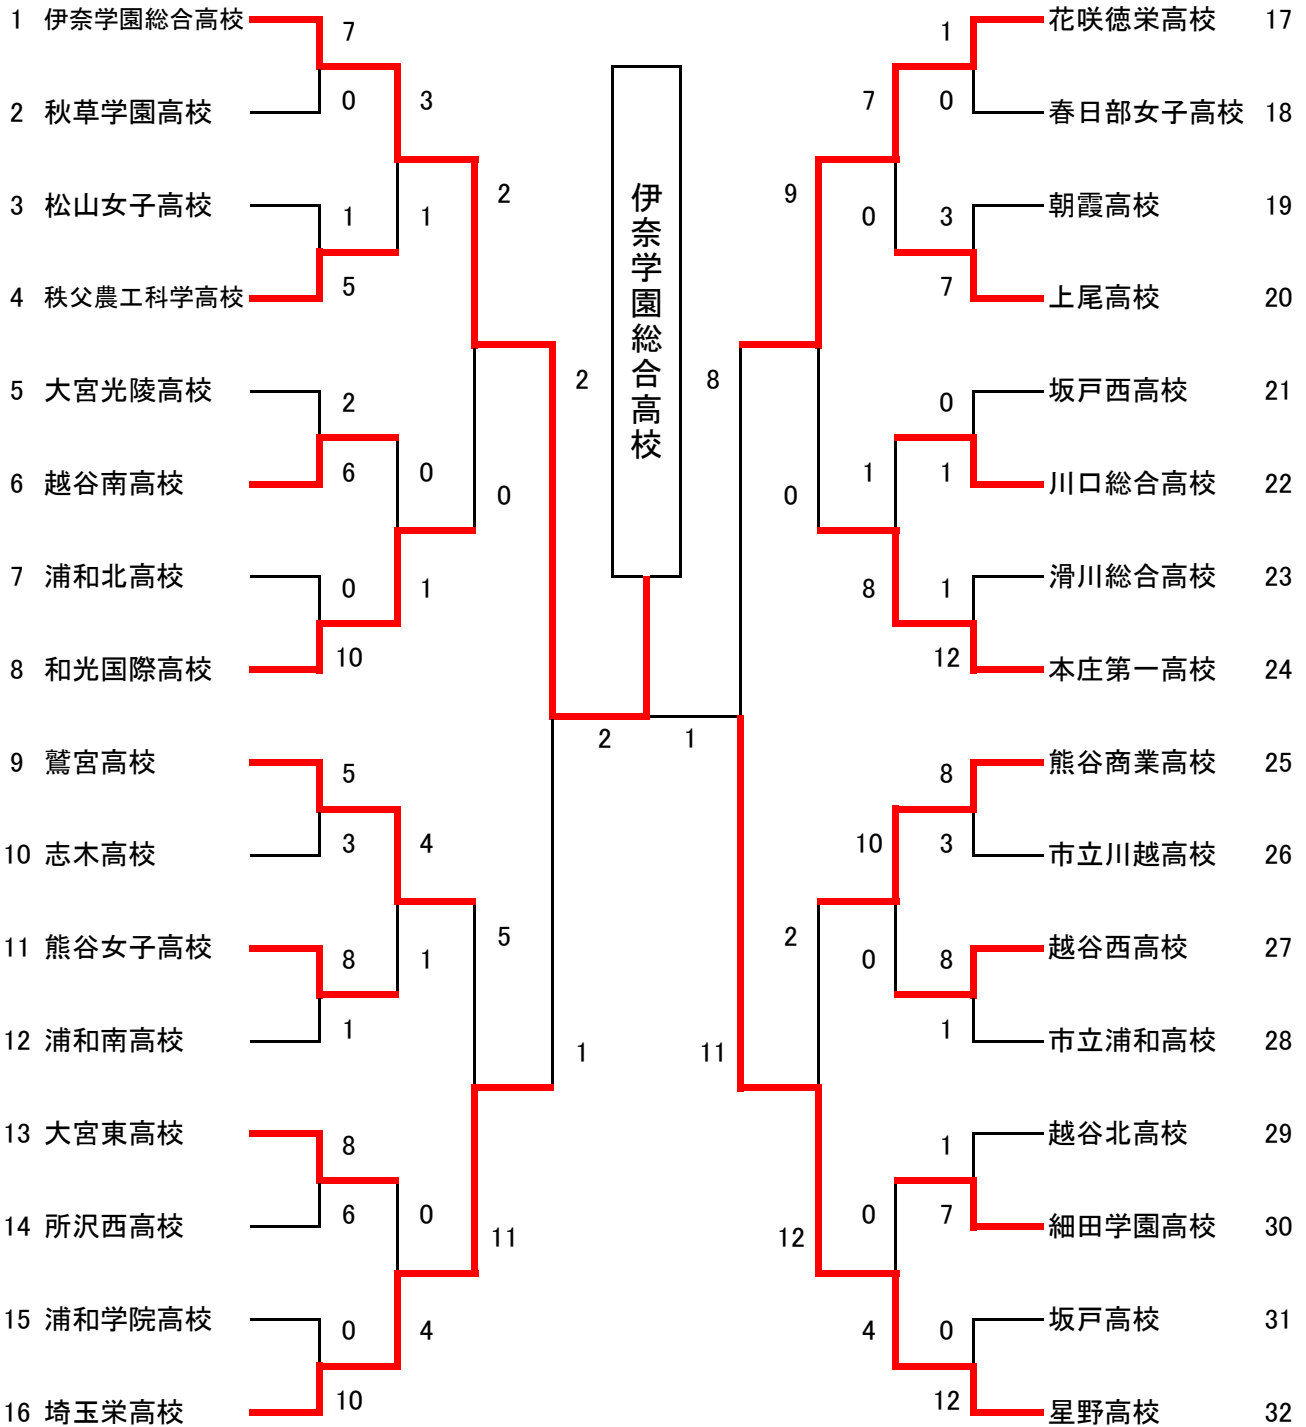 1 伊奈学園総合高校 7
2 秋草学園高校 0 3
3 松山女子高校 1 1 2
4 秩父農工科学高校 5
5 大宮光陵高校 2 2
6 越谷南高校 6 0 0
7 浦和北高校 0 1
8 和光国際高校 10
9 鷲宮高校 5 2
10 志木高校 3 4
11 熊谷女子高校 8 1 5
12 浦和南高校 1 1
13 大宮東高校 8
14 所沢西高校 6 0 11
15 浦和学院高校 0 4
16 埼玉栄高校 10
伊奈学園総合高校
1 花咲徳栄高校 17
7 0 春日部女子高校 18
9 0 3 朝霞高校 19
7 上尾高校 20
8 0 坂戸西高校 21
0 1 1 川口総合高校 22
8 1 滑川総合高校 23
12 本庄第一高校 24
1 8 熊谷商業高校 25
10 3 市立川越高校 26
2 0 8 越谷西高校 27
11 1 市立浦和高校 28
1 越谷北高校 29
12 0 7 細田学園高校 30
4 0 坂戸高校 31
12 星野高校 32